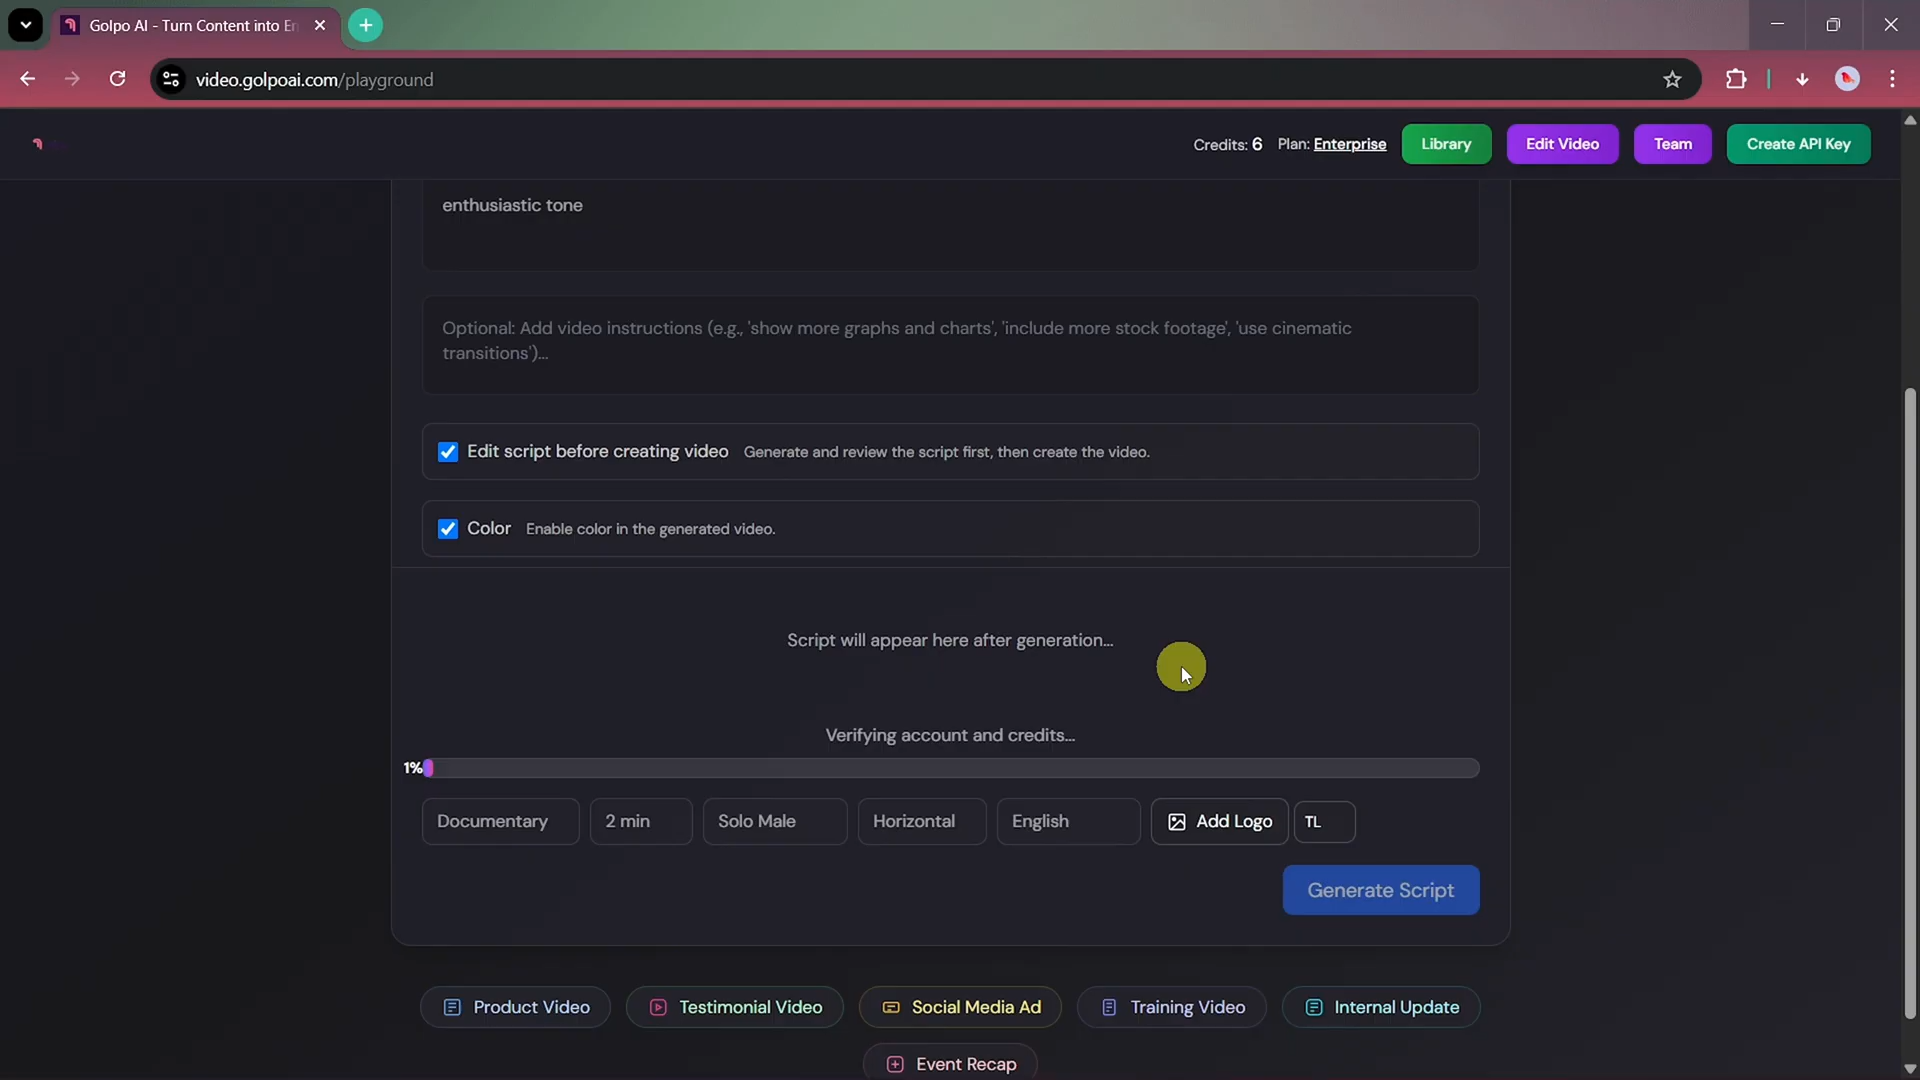 Golpo AI - Turn Content into En
video.golpoai.com/playground
Credits: 6 Plan: Enterprise Library Edit Video Team Create API Key
enthusiastic tone
Optional: Add video instructions (e.g., 'show more graphs and charts', 'include more stock footage', 'use cinematic
transitions')...
Edit script before creating video Generate and review the script first, then create the video.
Color Enable color in the generated video.
Script will appear here after generation...
Verifying account and credits...
1%
Documentary 2 min Solo Male Horizontal English Add Logo TL
Generate Script
Product Video Testimonial Video Social Media Ad Training Video Internal Update
Event Recap